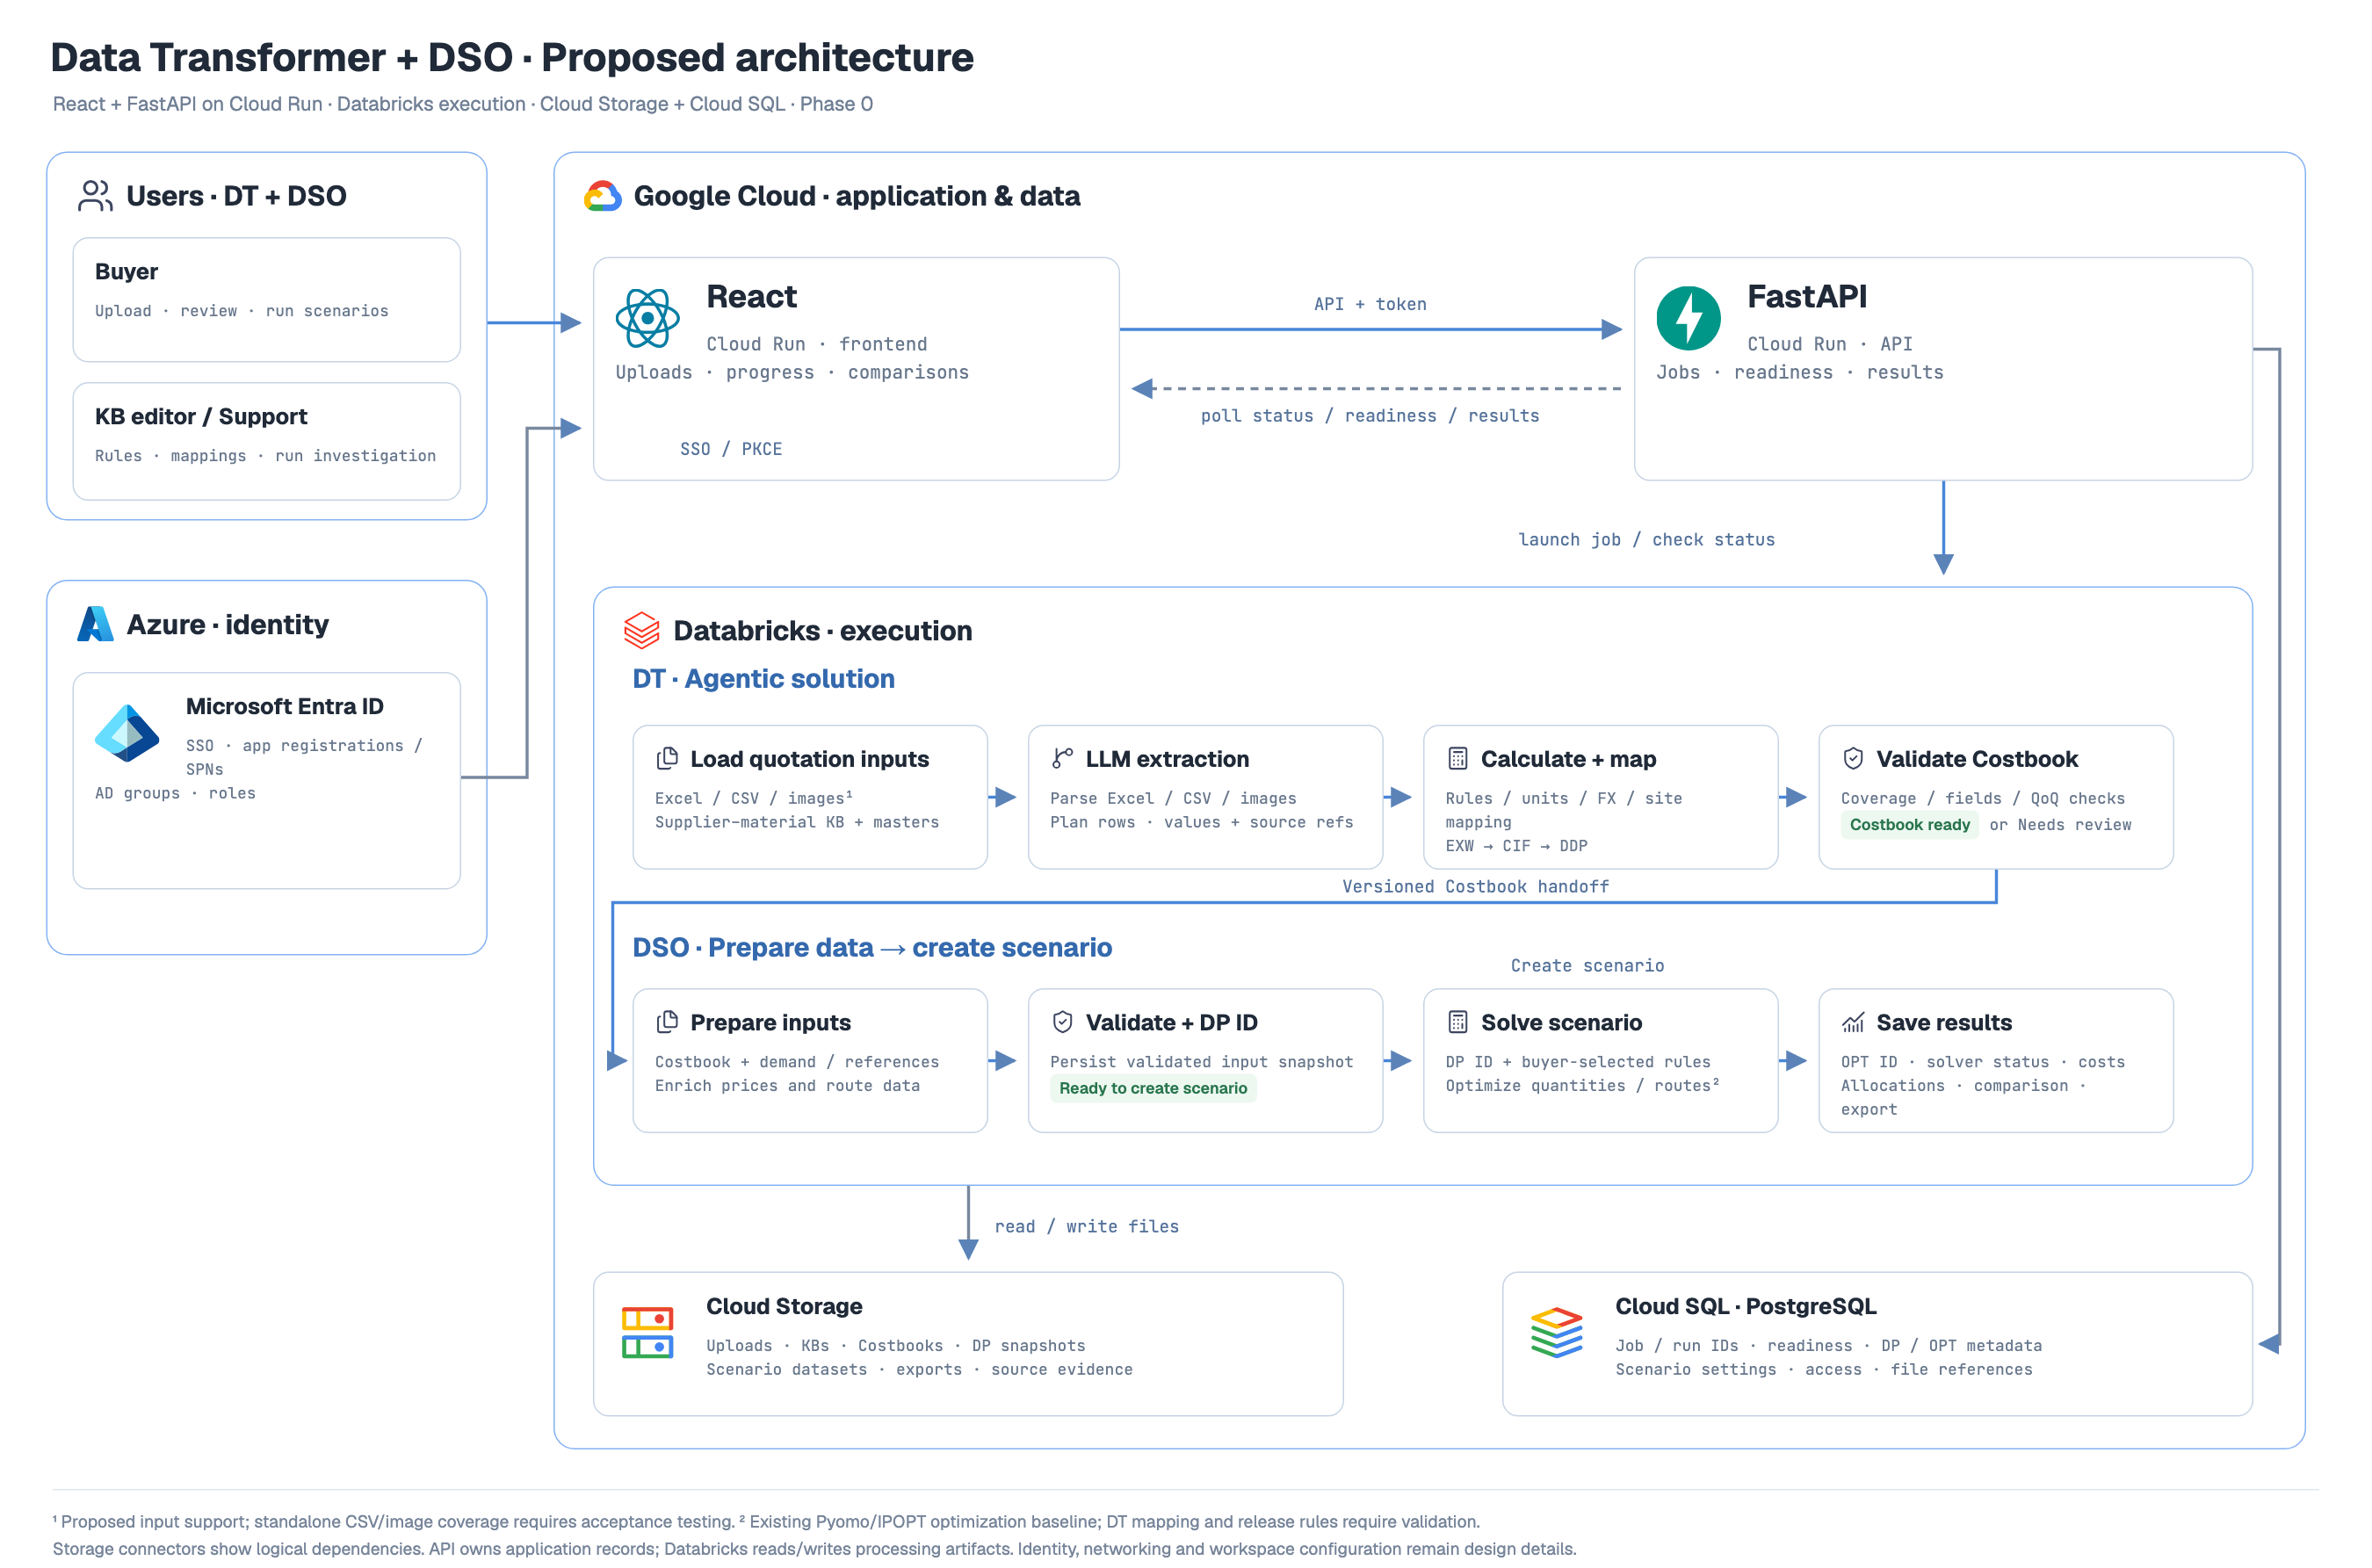 Data Transformer + DSO · Proposed architecture
React + FastAPI on Cloud Run · Databricks execution · Cloud Storage + Cloud SQL · Phase 0
Users · DT + DSO
Buyer
Upload · review · run scenarios
KB editor / Support
Rules · mappings · run investigation
Azure · identity
Microsoft Entra ID
SSO · app registrations /
SPNs
AD groups · roles
Google Cloud · application & data
React
Cloud Run · frontend
Uploads · progress · comparisons
SSO / PKCE
API + token
poll status / readiness / results
FastAPI
Cloud Run · API
Jobs · readiness · results
launch job / check status
Databricks · execution
DT · Agentic solution
Load quotation inputs
Excel / CSV / images¹
Supplier-material KB + masters
LLM extraction
Parse Excel / CSV / images
Plan rows · values + source refs
Calculate + map
Rules / units / FX / site
mapping
EXW → CIF → DDP
Validate Costbook
Coverage / fields / QoQ checks
Costbook ready or Needs review
Versioned Costbook handoff
DSO · Prepare data → create scenario
Create scenario
Prepare inputs
Costbook + demand / references
Enrich prices and route data
Validate + DP ID
Persist validated input snapshot
Ready to create scenario
Solve scenario
DP ID + buyer-selected rules
Optimize quantities / routes²
Save results
OPT ID · solver status · costs
Allocations · comparison ·
export
read / write files
Cloud Storage
Uploads · KBs · Costbooks · DP snapshots
Scenario datasets · exports · source evidence
Cloud SQL · PostgreSQL
Job / run IDs · readiness · DP / OPT metadata
Scenario settings · access · file references
¹ Proposed input support; standalone CSV/image coverage requires acceptance testing. ² Existing Pyomo/IPOPT optimization baseline; DT mapping and release rules require validation.
Storage connectors show logical dependencies. API owns application records; Databricks reads/writes processing artifacts. Identity, networking and workspace configuration remain design details.